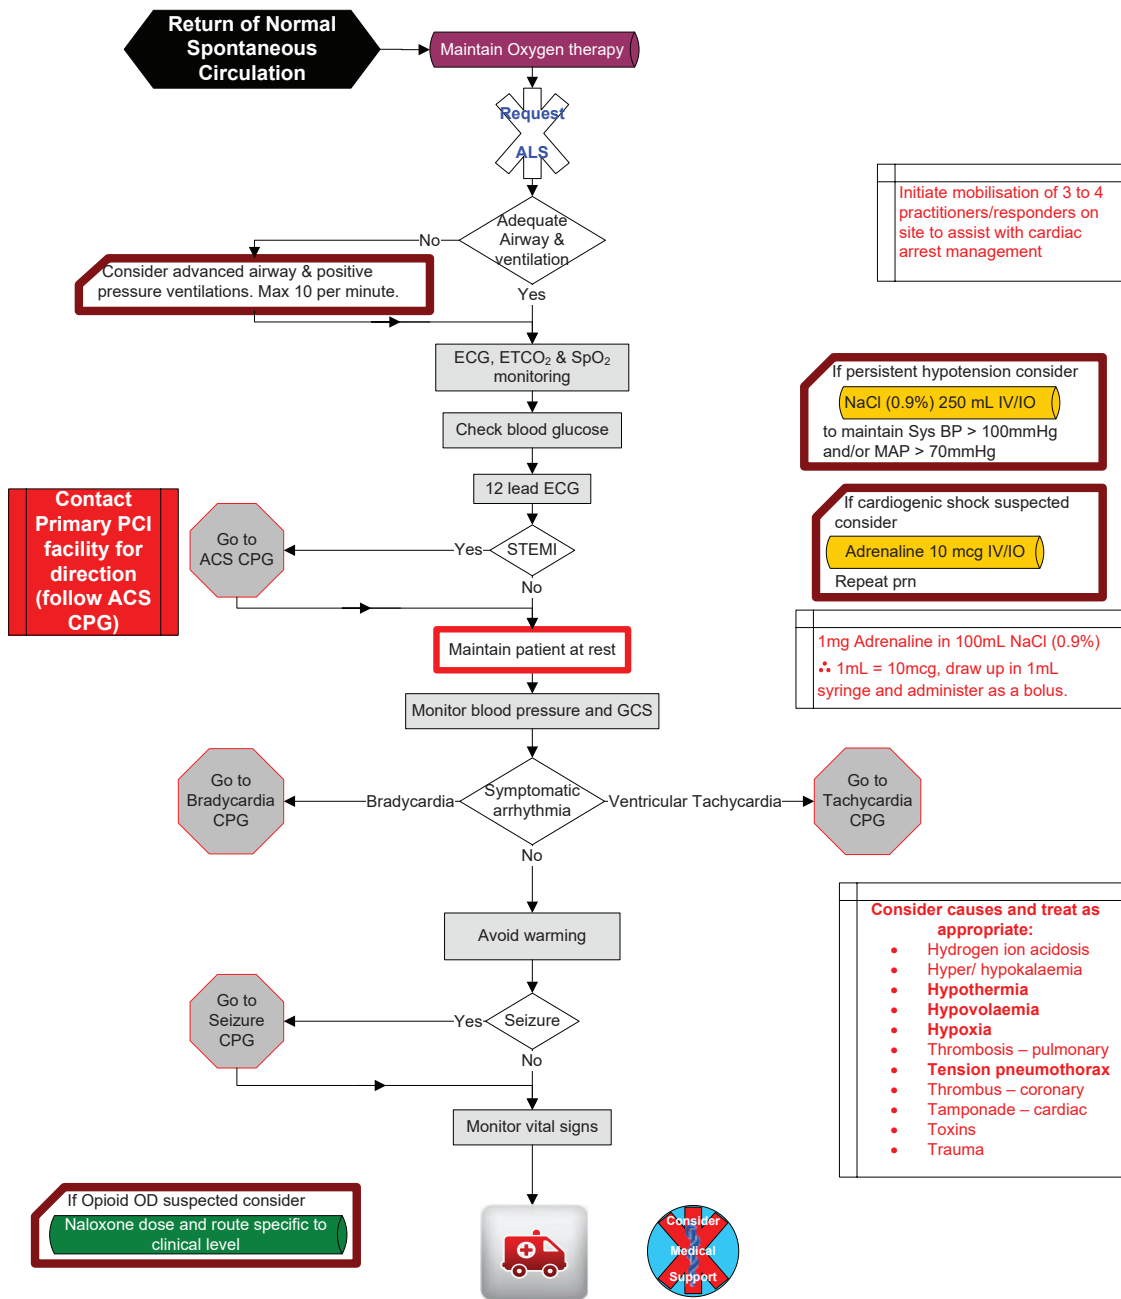 Return of Normal
Spontaneous
Circulation
Maintain Oxygen therapy
Request
ALS
Initiate mobilisation of 3 to 4
practitioners/responders on
site to assist with cardiac
arrest management
Adequate
Airway &
ventilation
No
Consider advanced airway & positive
pressure ventilations. Max 10 per minute.
Yes
ECG, ETCO₂ & SpO₂
monitoring
If persistent hypotension consider
NaCl (0.9%) 250 mL IV/IO
to maintain Sys BP > 100mmHg
and/or MAP > 70mmHg
Check blood glucose
12 lead ECG
Contact
Primary PCI
facility for
direction
(follow ACS
CPG)
Go to
ACS CPG
Yes
STEMI
No
If cardiogenic shock suspected
consider
Adrenaline 10 mcg IV/IO
Repeat prn
Maintain patient at rest
1mg Adrenaline in 100mL NaCl (0.9%)
∴ 1mL = 10mcg, draw up in 1mL
syringe and administer as a bolus.
Monitor blood pressure and GCS
Go to
Bradycardia
CPG
Bradycardia
Symptomatic
arrhythmia
Ventricular Tachycardia
Go to
Tachycardia
CPG
No
Avoid warming
Consider causes and treat as
appropriate:
• Hydrogen ion acidosis
• Hyper/ hypokalaemia
• Hypothermia
• Hypovolaemia
• Hypoxia
• Thrombosis – pulmonary
• Tension pneumothorax
• Thrombus – coronary
• Tamponade – cardiac
• Toxins
• Trauma
Go to
Seizure
CPG
Yes
Seizure
No
Monitor vital signs
If Opioid OD suspected consider
Naloxone dose and route specific to
clinical level
Consider
Medical
Support